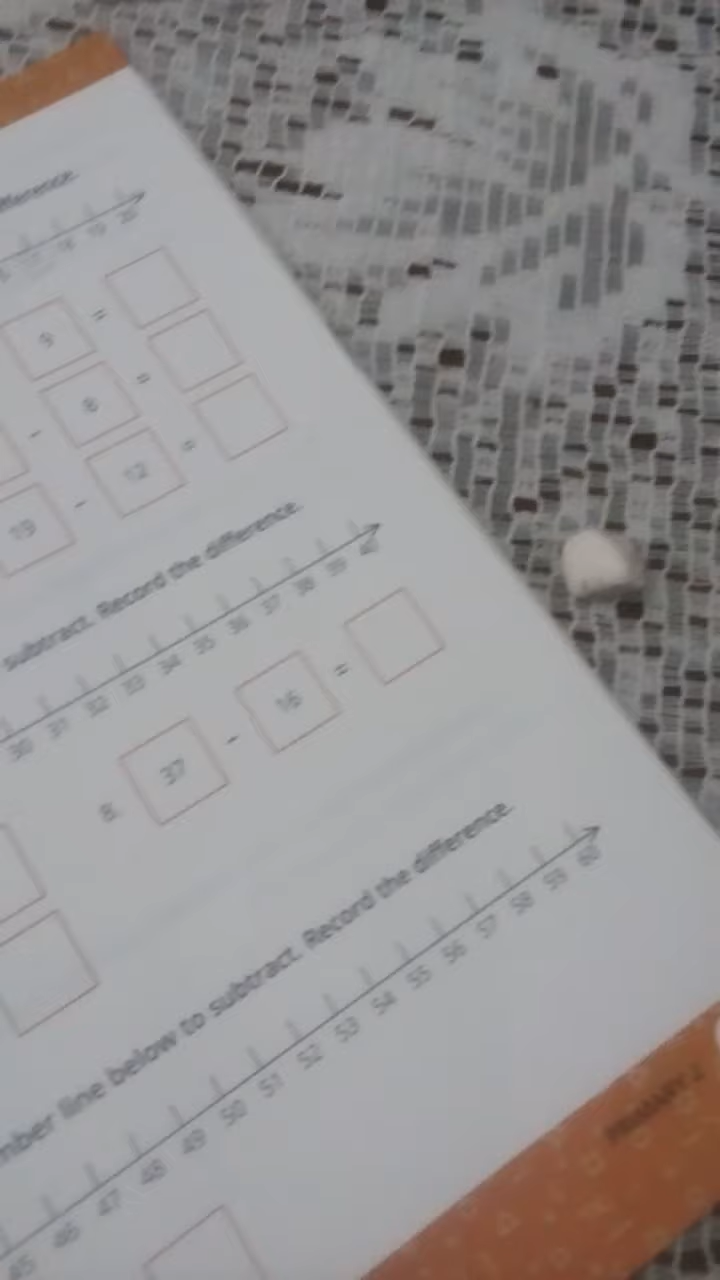 difference.
18 19 20
9 =
- 8 =
19 - 12 =
subtract. Record the difference.
30 31 32 33 34 35 36 37 38 39 40
8. 37 - 16 =
mber line below to subtract. Record the difference.
45 46 47 48 49 50 51 52 53 54 55 56 57 58 59 60
PRIMARY 2